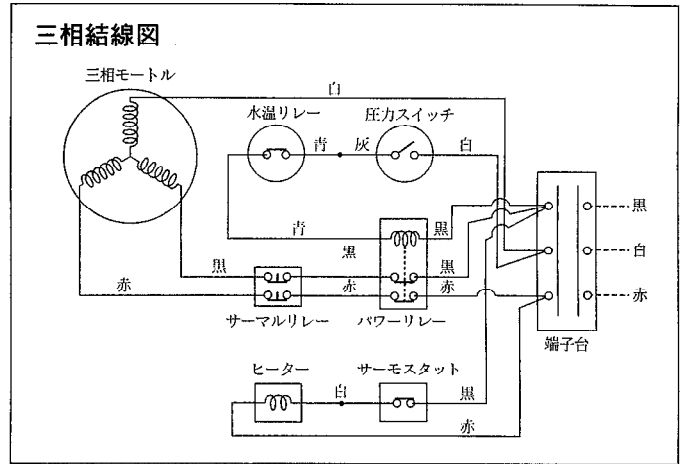 三相結線図
三相モートル
白
水温リレー
圧力スイッチ
青
灰
白
青
黒
黒
黒
白
黒
黒
赤
赤
赤
赤
サーマルリレー
パワーリレー
端子台
ヒーター
サーモスタット
白
黒
赤